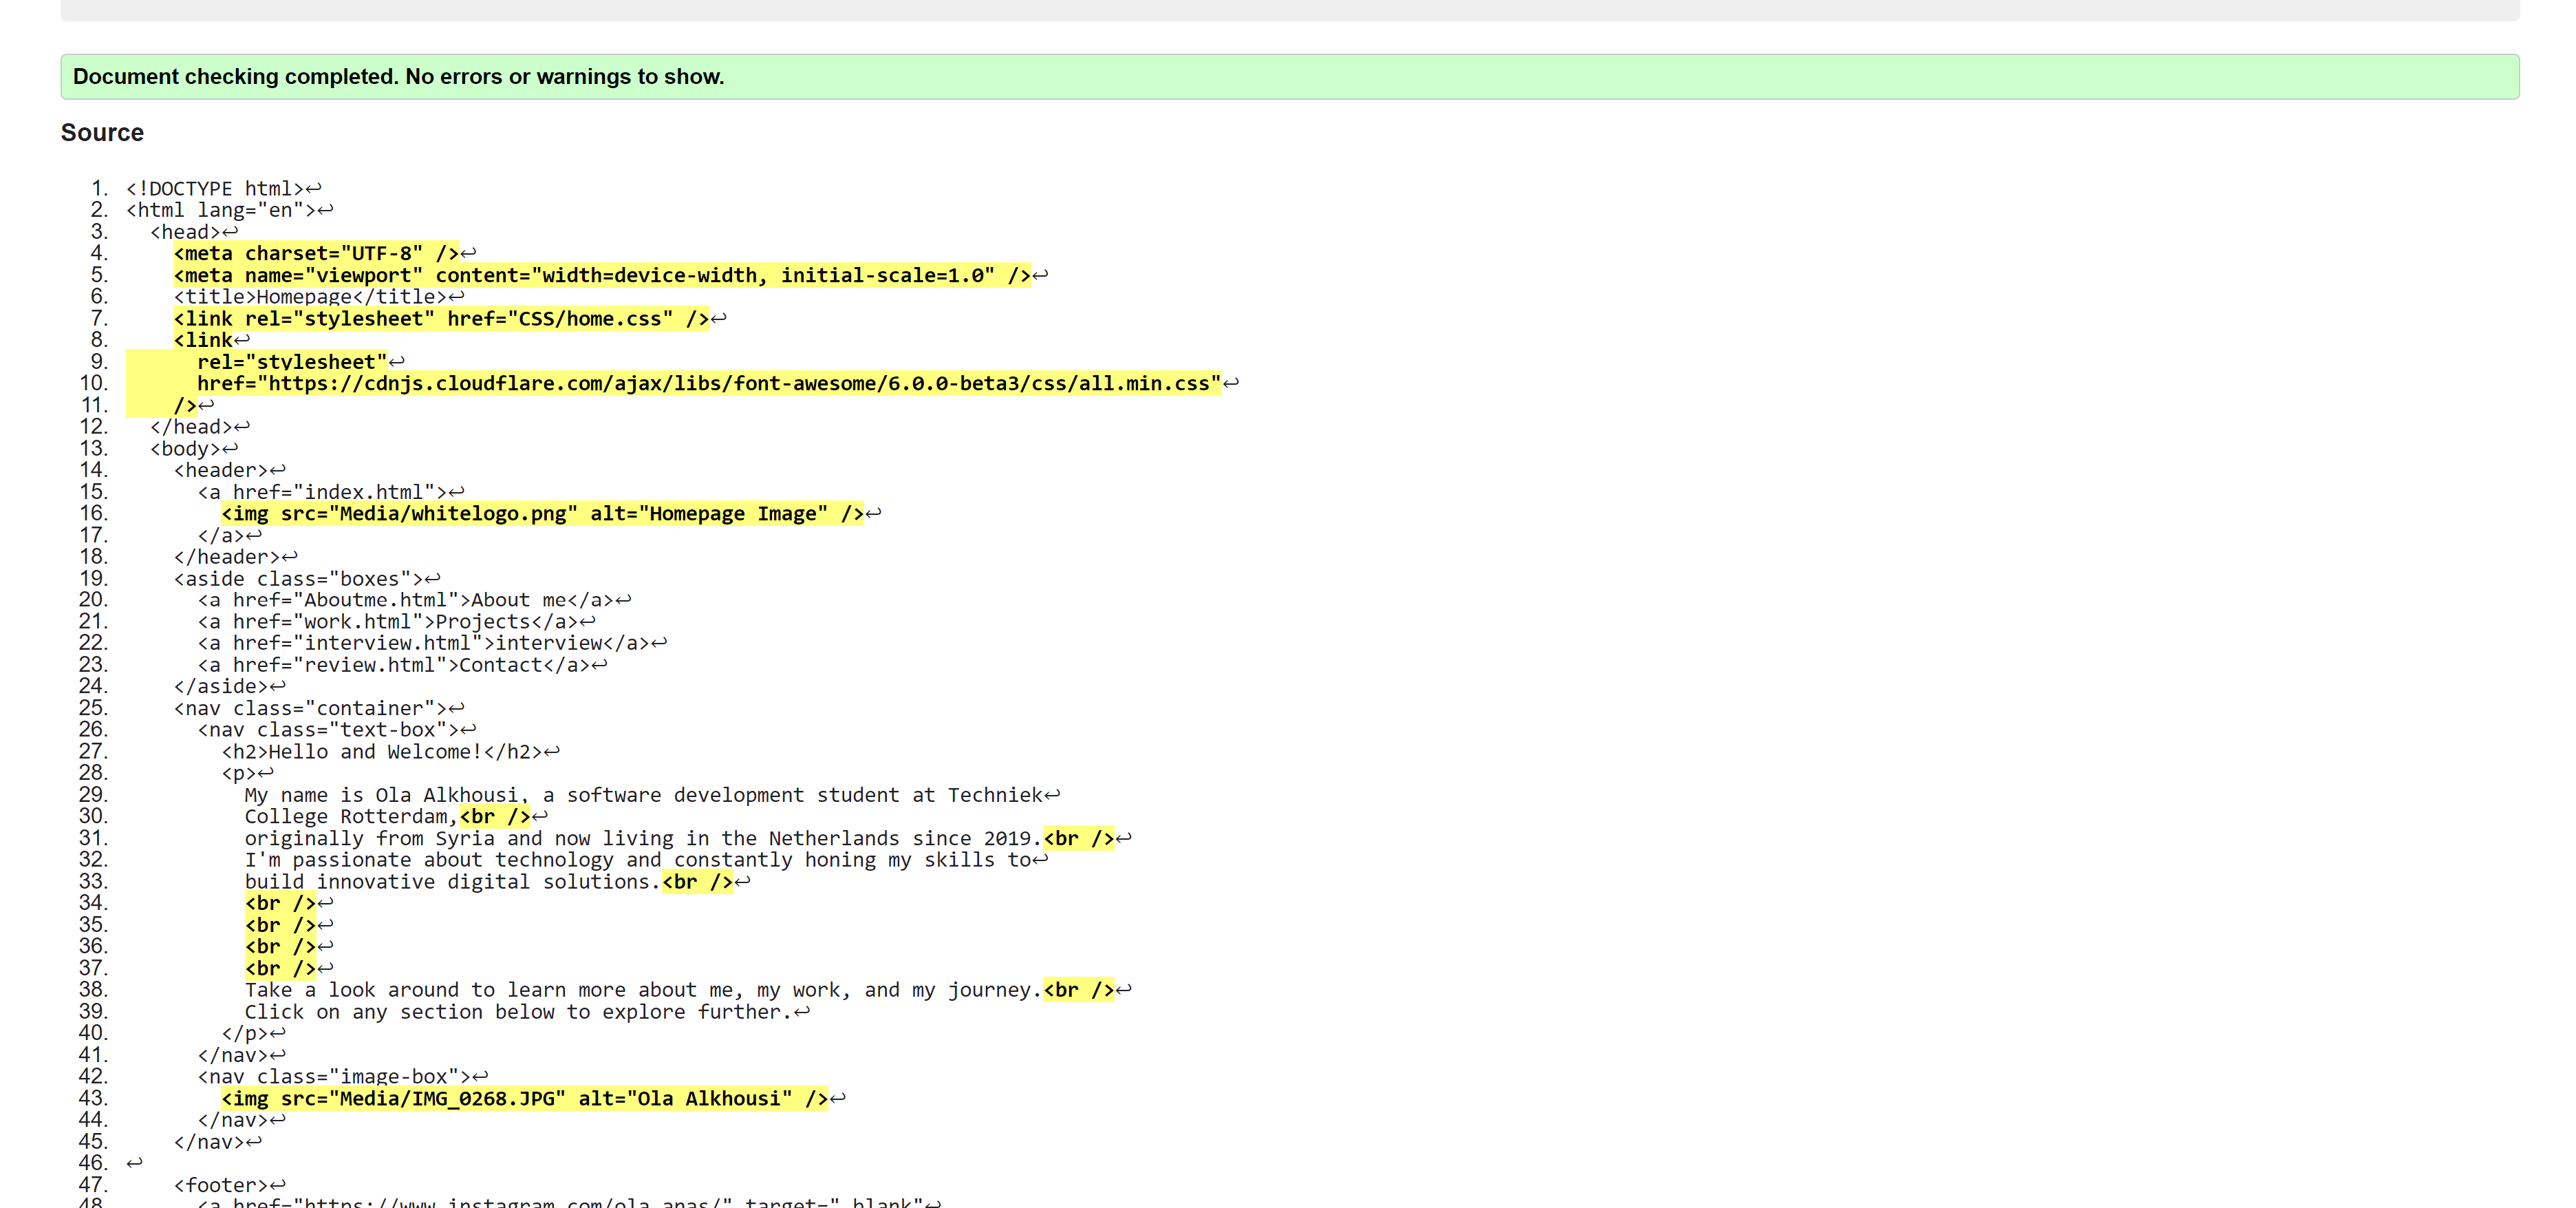 Document checking completed. No errors or warnings to show.
Source
1. <!DOCTYPE html>↩
2. <html lang="en">↩
3. <head>↩
4. <meta charset="UTF-8" />↩
5. <meta name="viewport" content="width=device-width, initial-scale=1.0" />↩
6. <title>Homepage</title>↩
7. <link rel="stylesheet" href="CSS/home.css" />↩
8. <link↩
9. rel="stylesheet"↩
10. href="https://cdnjs.cloudflare.com/ajax/libs/font-awesome/6.0.0-beta3/css/all.min.css"↩
11. />↩
12. </head>↩
13. <body>↩
14. <header>↩
15. <a href="index.html">↩
16. <img src="Media/whitelogo.png" alt="Homepage Image" />↩
17. </a>↩
18. </header>↩
19. <aside class="boxes">↩
20. <a href="Aboutme.html">About me</a>↩
21. <a href="work.html">Projects</a>↩
22. <a href="interview.html">interview</a>↩
23. <a href="review.html">Contact</a>↩
24. </aside>↩
25. <nav class="container">↩
26. <nav class="text-box">↩
27. <h2>Hello and Welcome!</h2>↩
28. <p>↩
29. My name is Ola Alkhousi, a software development student at Techniek↩
30. College Rotterdam,<br />↩
31. originally from Syria and now living in the Netherlands since 2019.<br />↩
32. I'm passionate about technology and constantly honing my skills to↩
33. build innovative digital solutions.<br />↩
34. <br />↩
35. <br />↩
36. <br />↩
37. <br />↩
38. Take a look around to learn more about me, my work, and my journey.<br />↩
39. Click on any section below to explore further.↩
40. </p>↩
41. </nav>↩
42. <nav class="image-box">↩
43. <img src="Media/IMG_0268.JPG" alt="Ola Alkhousi" />↩
44. </nav>↩
45. </nav>↩
46. ↩
47. <footer>↩
48. <a href="https://www.instagram.com/ola_anas/" target="_blank"↩